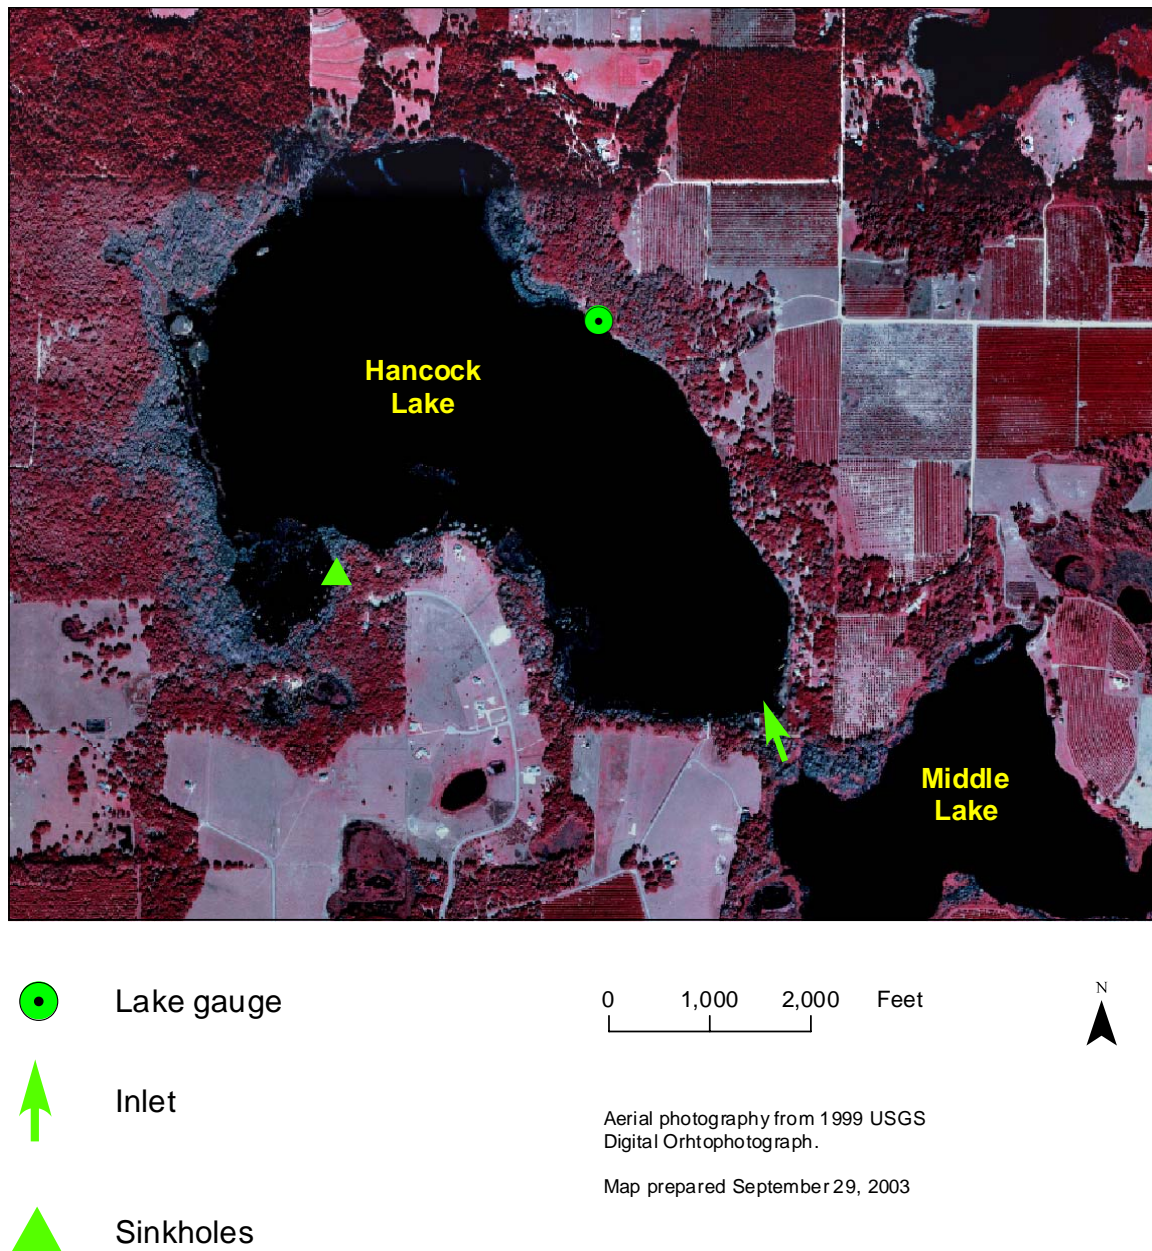 Hancock
Lake
Middle
Lake
Lake gauge
Inlet
Sinkholes
0 1,000 2,000 Feet
N
Aerial photography from 1999 USGS
Digital Orhtophotograph.
Map prepared September 29, 2003